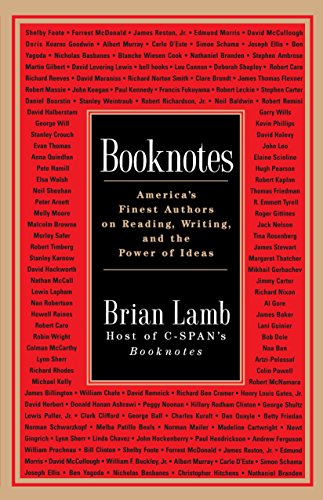 Shelby Foote • Forrest McDonald • James Reston, Jr. • Edmund Morris • David McCullough
Doris Kearns Goodwin • Albert Murray • Carlo D'Este • Simon Schama • Joseph Ellis • Ben
Yagoda • Nicholas Basbanes • Blanche Wiesen Cook • Nathaniel Branden • Stephen Ambrose
Martin Gilbert • David Levering Lewis • bell hooks • Lee Cannon • Deborah Shapley • Robert Caro
Richard Reeves • David Maraniss • Richard Norton Smith • Clare Brandt • James Thomas Flexner
Robert Massie • John Keegan • Paul Kennedy • Francis Fukuyama • Robert Leckie • Stephen Carter
Daniel Boorstin • Stanley Weintraub • Robert Richardson, Jr. • Neil Baldwin • Robert Remini
David Halberstam
George Will
Stanley Crouch
Evan Thomas
Anna Quindlen
Pete Hamill
Elsa Walsh
Neil Sheehan
Peter Arnett
Molly Moore
Malcolm Browne
Morley Safer
Robert Timberg
Stanley Karnow
David Hackworth
Nathan McCall
Lewis Lapham
Nan Robertson
Howell Raines
Robert Caro
Robin Wright
Colman McCarthy
Lynn Sherr
Richard Rhodes
Michael Kelly
Booknotes
America's
Finest Authors
on Reading, Writing,
and the
Power of Ideas
Brian Lamb
Host of C-SPAN's
Booknotes
Garry Wills
Kevin Phillips
David Halevy
John Leo
Elaine Sciolino
Hugh Pearson
Robert Kaplan
Thomas Friedman
R. Emmett Tyrell
Roger Gittines
Jack Nelson
Tina Rosenberg
James Stewart
Margaret Thatcher
Mikhail Gorbachev
Jimmy Carter
Richard Nixon
Al Gore
James Baker
Lani Guinier
Bob Dole
Naa Ban
Artzi-Pelossof
Colin Powell
Robert McNamara
James Billington • William Chafe • David Remnick • Richard Ben Cramer • Henry Louis Gates, Jr.
David Herbert • Donald Henan Ashrawi • Peggy Noonan • Hillary Rodham Clinton • George Shultz
Lewis Puller, Jr. • Clark Clifford • George Ball • Charles Kuralt • Dan Quayle • Betty Friedan
Norman Schwarzkopf • Melba Patillo Beals • Norman Mailer • Madeline Cartwright • Newt
Gingrich • Lynn Sherr • Linda Chavez • John Hockenberry • Paul Hendrickson • Andrew Ferguson
William Prochnau • Bill Clinton • Shelby Foote • Forrest McDonald • James Reston, Jr. • Edmund
Morris • David McCullough • William F. Buckley, Jr. • Albert Murray • Carlo D'Este • Simon Schama
Joseph Ellis • Ben Yagoda • Nicholas Basbanes • Christopher Hitchens • Nathaniel Branden